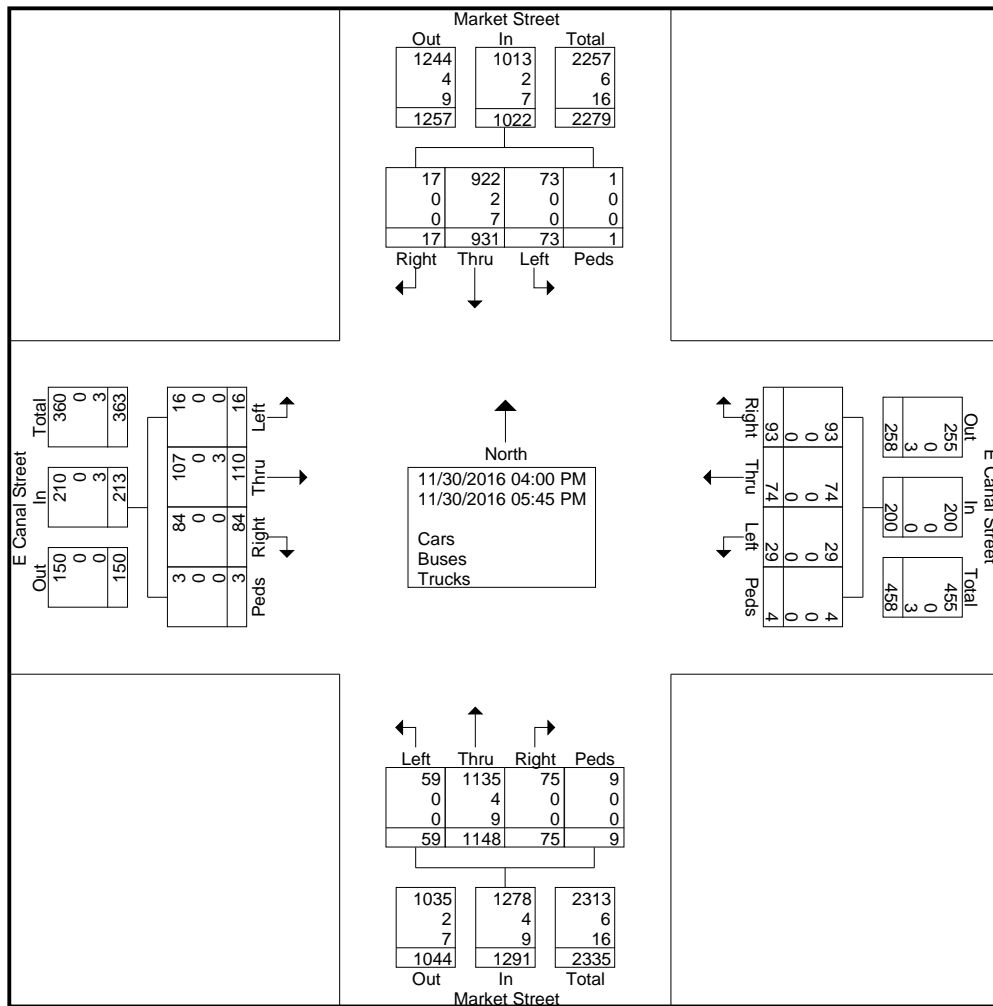 Market Street
Out In Total
1244 1013 2257
4 2 6
9 7 16
1257 1022 2279
17 922 73 1
0 2 0 0
0 7 0 0
17 931 73 1
Right Thru Left Peds
E Canal Street
Total In Out
360 210 150
0 0 0
3 3 0
363 213 150
16 107 84 3
0 0 0 0
0 3 0 0
16 110 84 3
Left Thru Right Peds
North
11/30/2016 04:00 PM
11/30/2016 05:45 PM
Cars
Buses
Trucks
Right Thru Left Peds
93 74 29 4
0 0 0 0
0 0 0 0
93 74 29 4
E Canal Street
Out In Total
255 200 455
0 0 0
3 0 3
258 200 458
Left Thru Right Peds
59 1135 75 9
0 4 0 0
0 9 0 0
59 1148 75 9
1035 1278 2313
2 4 6
7 9 16
1044 1291 2335
Out In Total
Market Street